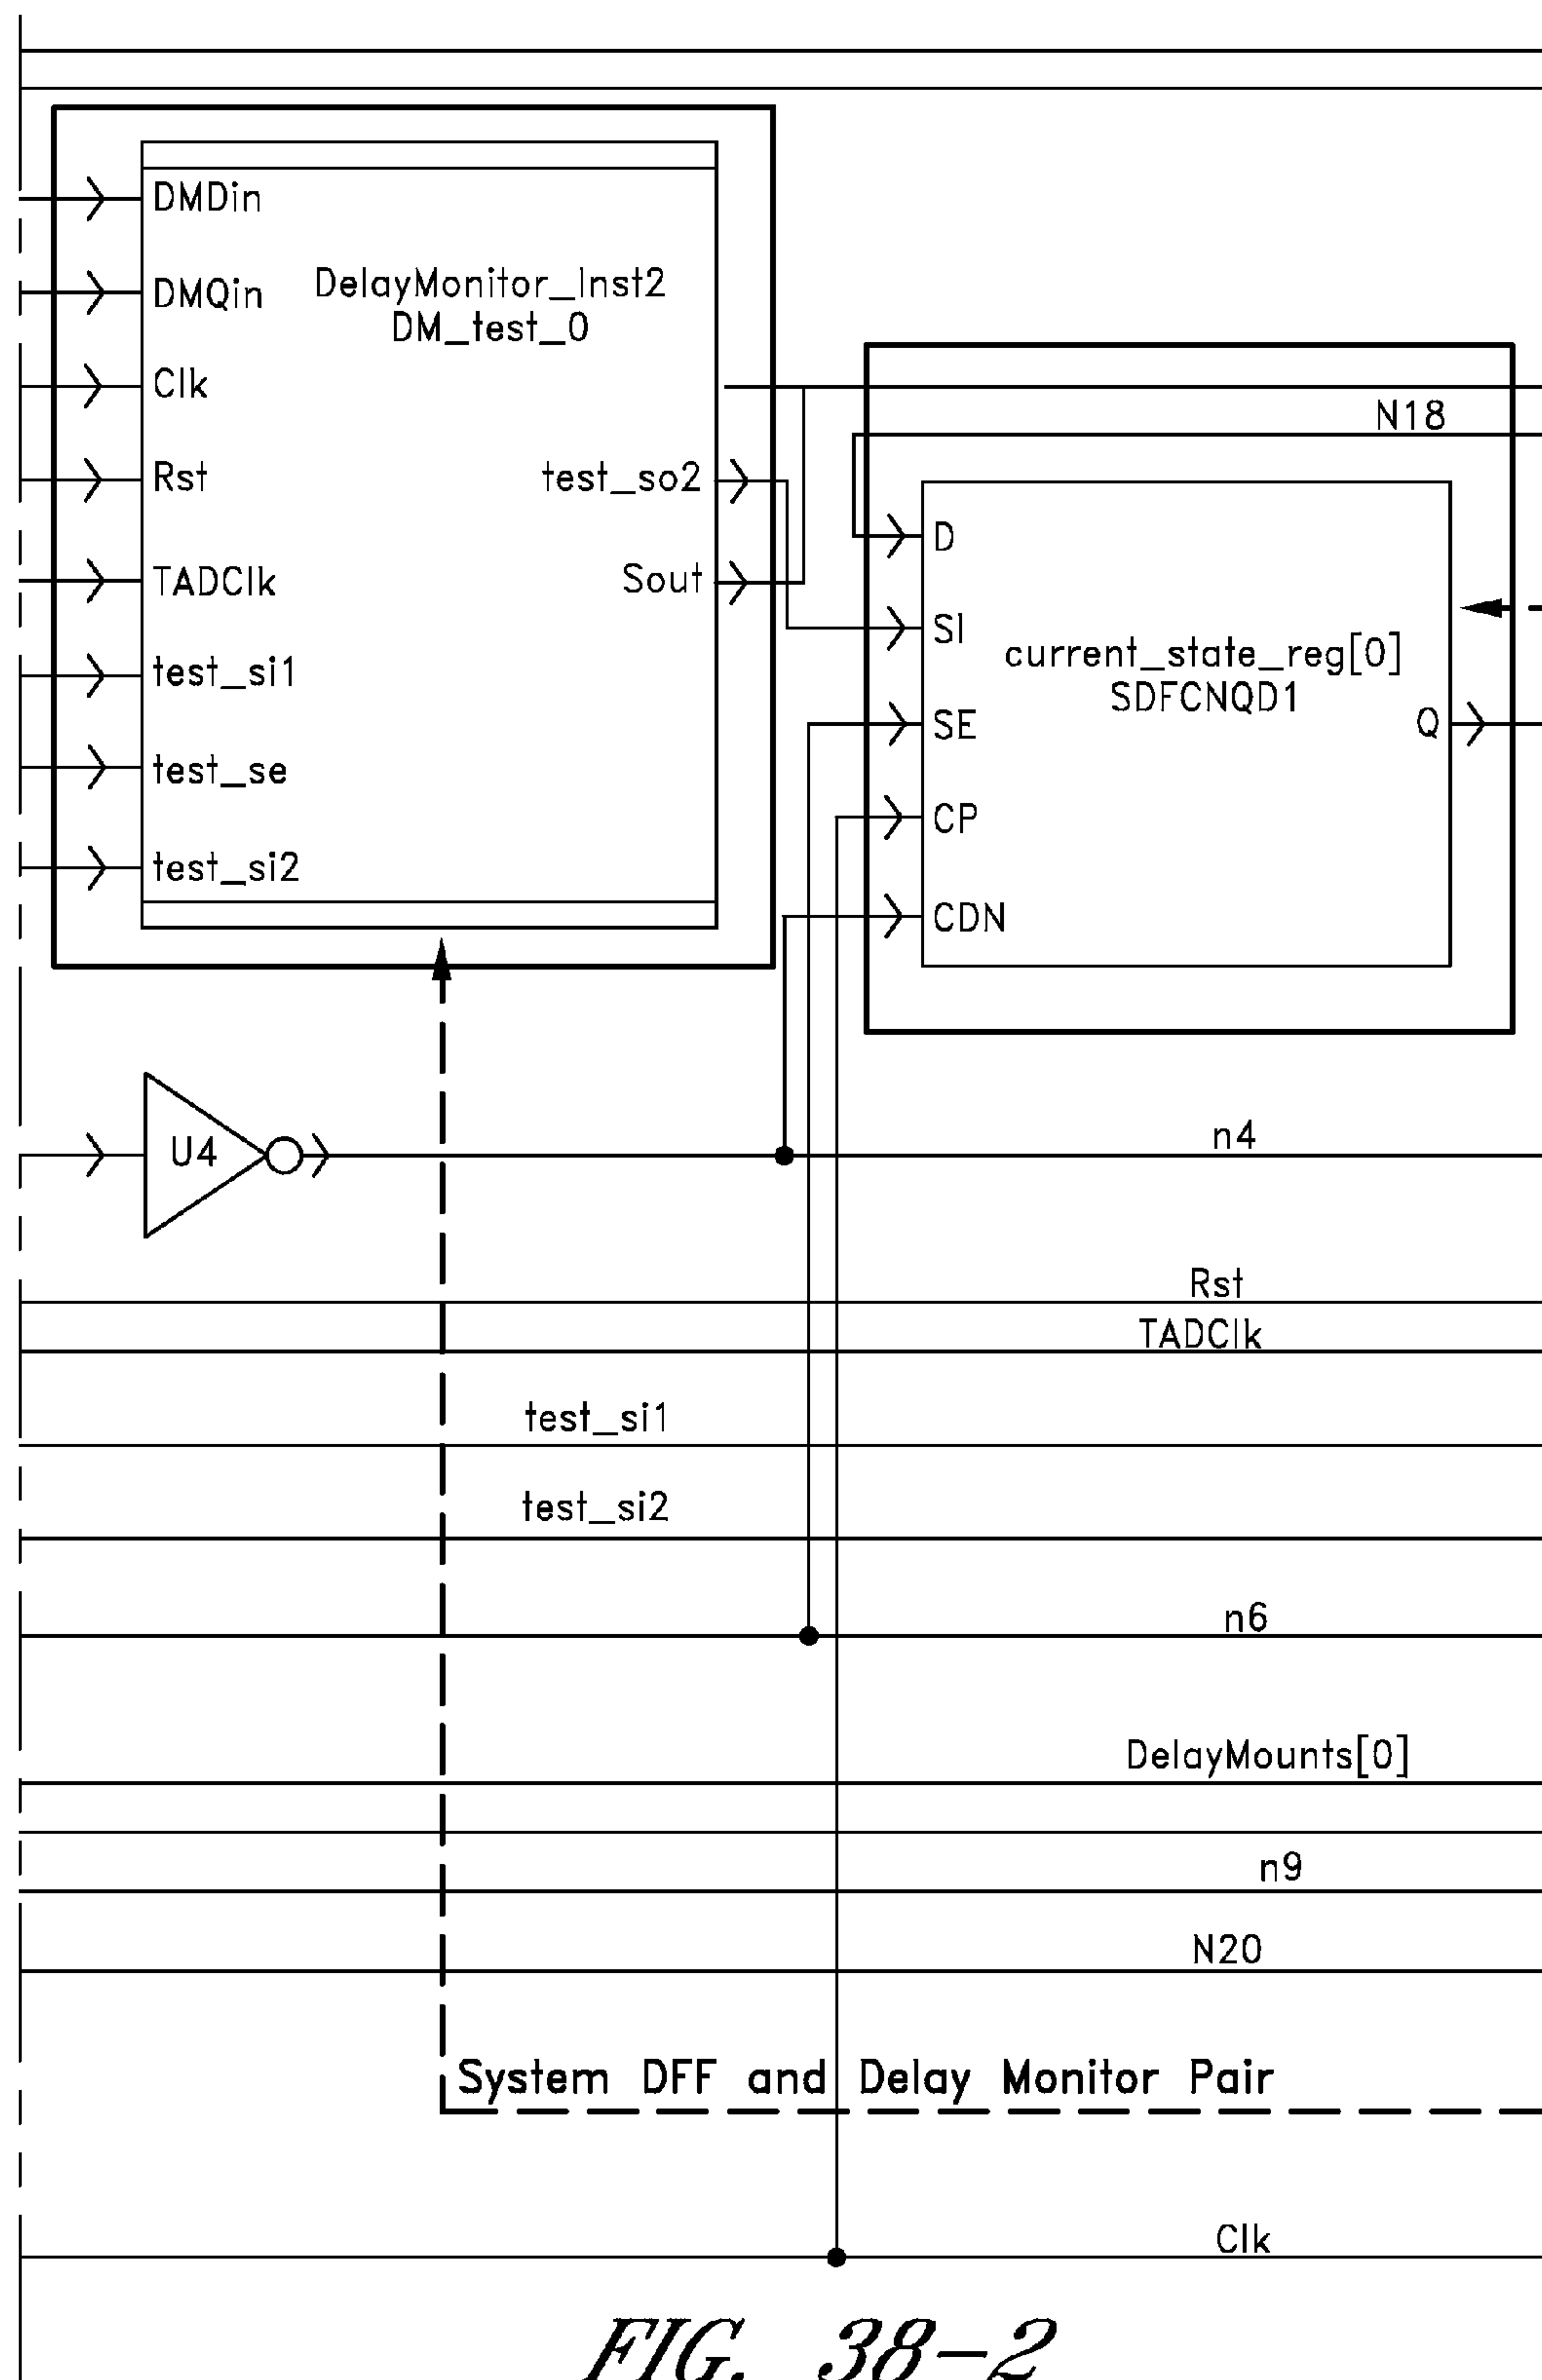 DMDin
DMQin
DelayMonitor_Inst2
DM_test_0
Clk
N18
Rst
test_so2
D
TADClk
Sout
SI
current_state_reg[0]
SDFCNQD1
test_si1
SE
Q
test_se
CP
test_si2
CDN
U4
n4
Rst
TADClk
test_si1
test_si2
n6
DelayMounts[0]
n9
N20
System DFF and Delay Monitor Pair
Clk
FIG. 38-2